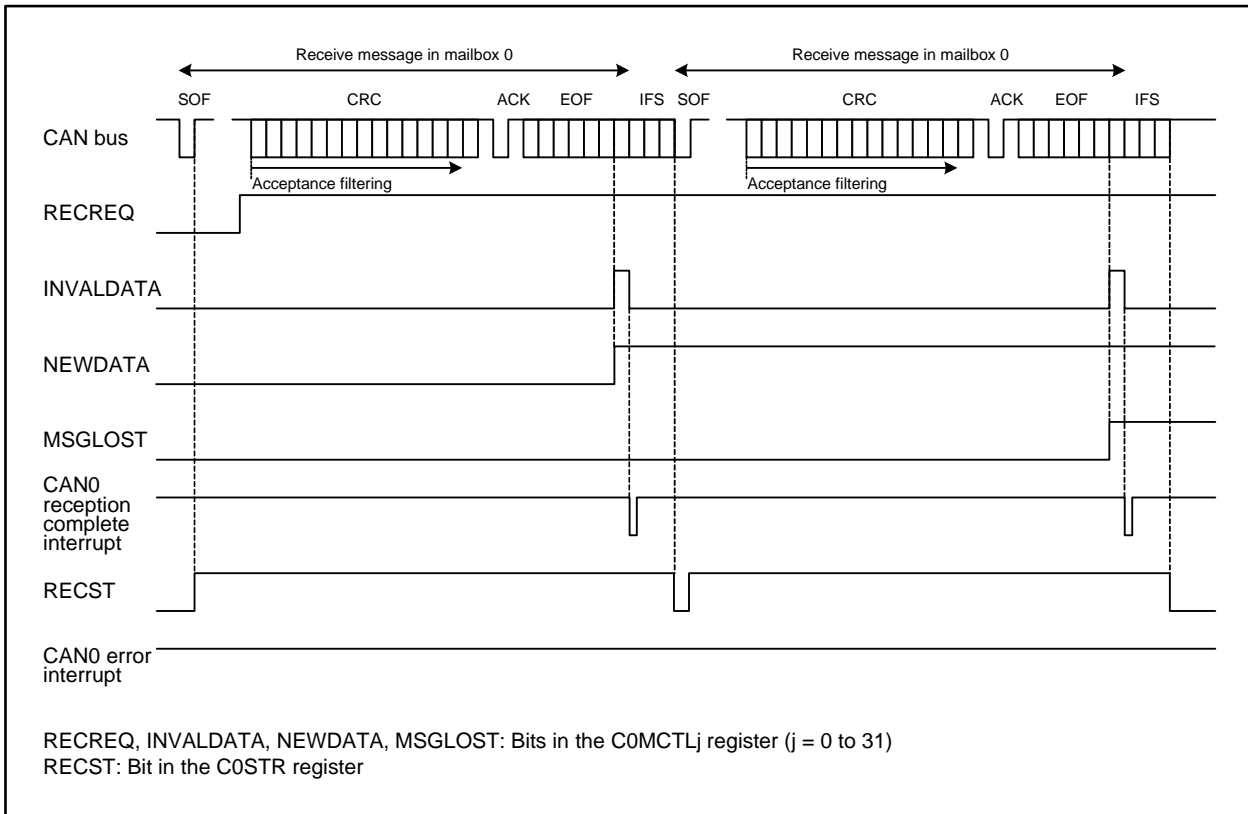 Receive message in mailbox 0 Receive message in mailbox 0
SOF CRC ACK EOF IFS SOF CRC ACK EOF IFS
CAN bus
Acceptance filtering Acceptance filtering
RECREQ
INVALDATA
NEWDATA
MSGLOST
CAN0
reception
complete
interrupt
RECST
CAN0 error
interrupt
RECREQ, INVALDATA, NEWDATA, MSGLOST: Bits in the C0MCTLj register (j = 0 to 31)
RECST: Bit in the C0STR register